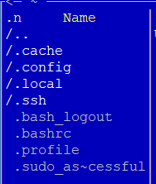 <─ ~
.n Name
/..
/.cache
/.config
/.local
/.ssh
.bash_logout
.bashrc
.profile
.sudo_as~cessful